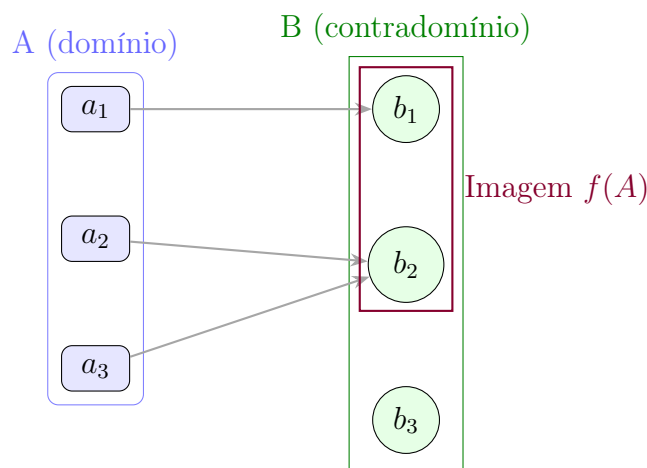 B (contradomínio)
A (domínio)
a₁
b₁
Imagem f(A)
a₂
b₂
a₃
b₃